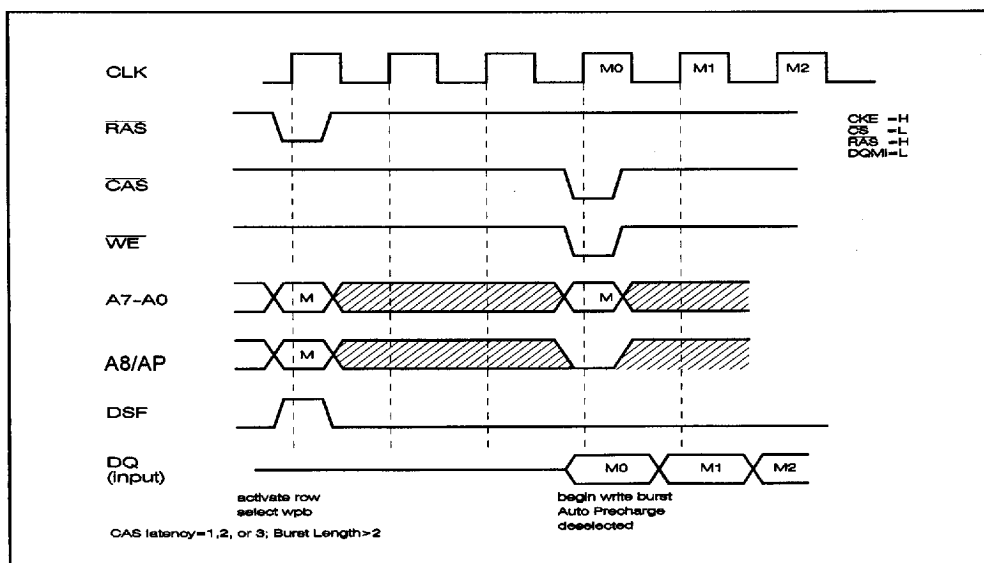 CLK M0 M1 M2
RAS
CKE =H
CS =L
RAS =H
DQMI=L
CAS
WE
A7-A0 M M
A8/AP M
DSF
DQ
(input) M0 M1 M2
activate row
select wpb
begin write burst
Auto Precharge
deselected
CAS latency=1,2, or 3; Burst Length>2